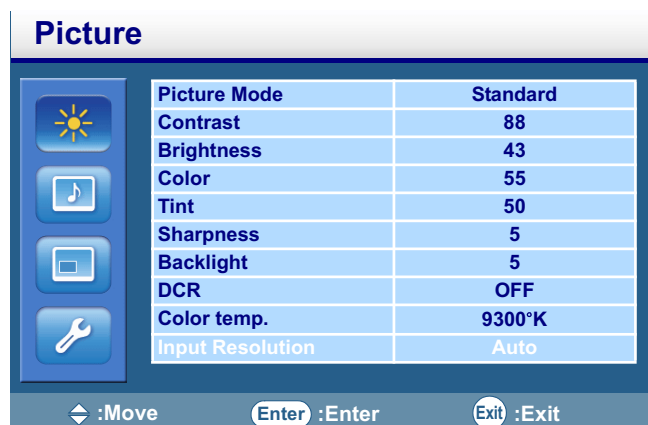 Picture
Picture Mode Standard
Contrast 88
Brightness 43
Color 55
Tint 50
Sharpness 5
Backlight 5
DCR OFF
Color temp. 9300°K
Input Resolution Auto
:Move Enter :Enter Exit :Exit